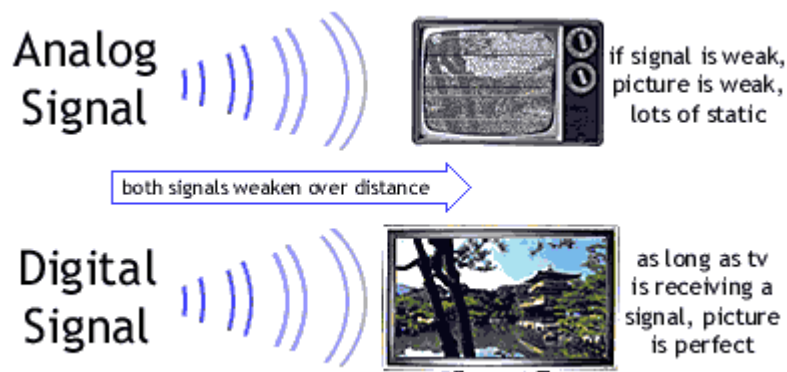 Analog
Signal
if signal is weak,
picture is weak,
lots of static
both signals weaken over distance
Digital
Signal
as long as tv
is receiving a
signal, picture
is perfect